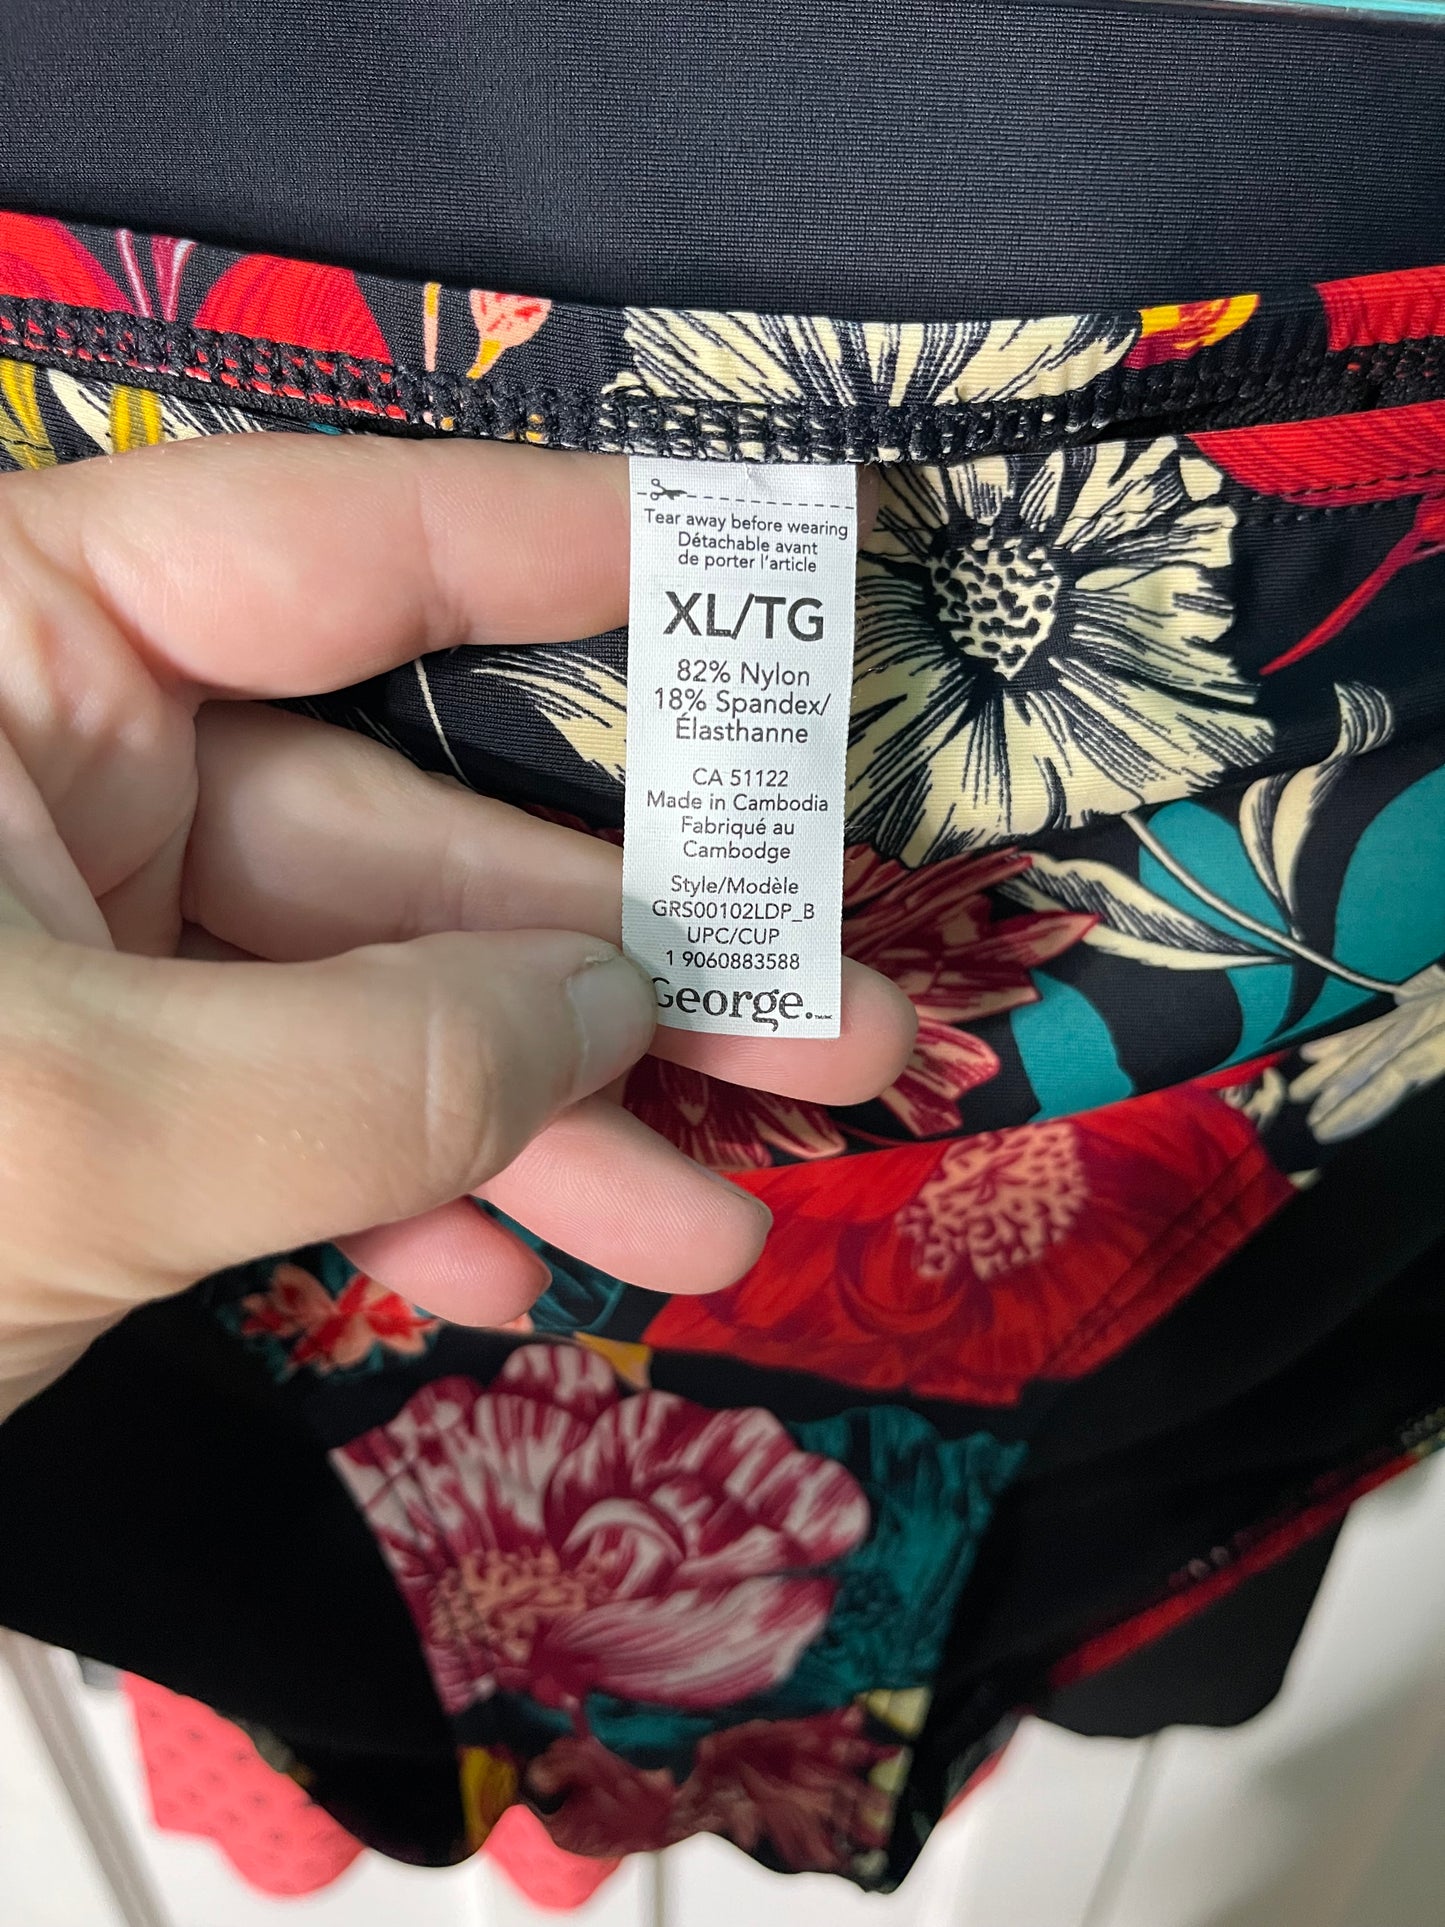 Tear away before wearing
Détachable avant
de porter l'article
XL/TG
82% Nylon
18% Spandex/
Élasthanne
CA 51122
Made in Cambodia
Fabriqué au
Cambodge
Style/Modèle
GRS00102LDP_B
UPC/CUP
1 9060883588
George.